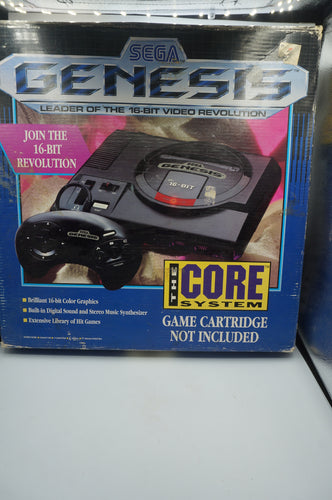 SEGA
GENESIS
LEADER OF THE 16-BIT VIDEO REVOLUTION
JOIN THE
16-BIT
REVOLUTION
GENESIS
16-BIT
SEGA
GENESIS
THE
CORE
SYSTEM
Brilliant 16-bit Color Graphics
Built-in Digital Sound and Stereo Music Synthesizer
Extensive Library of Hit Games
GAME CARTRIDGE
NOT INCLUDED